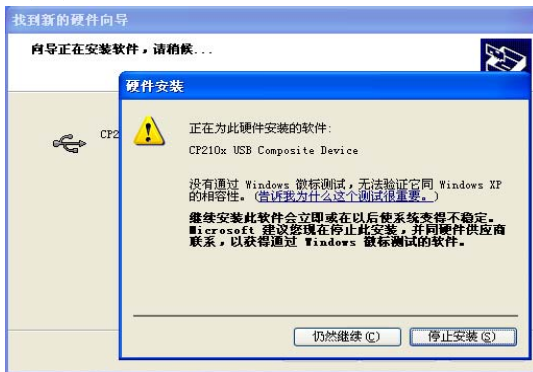 找到新的硬件向导
向导正在安装软件，请稍候...
硬件安装
CP2
正在为此硬件安装的软件:
CP210x USB Composite Device
没有通过 Windows 徽标测试，无法验证它同 Windows XP
的相容性。(告诉我为什么这个测试很重要。)
继续安装此软件会立即或在以后使系统变得不稳定。
Microsoft 建议您现在停止此安装，并同硬件供应商
联系，以获得通过 Windows 徽标测试的软件。
仍然继续(C)
停止安装(S)